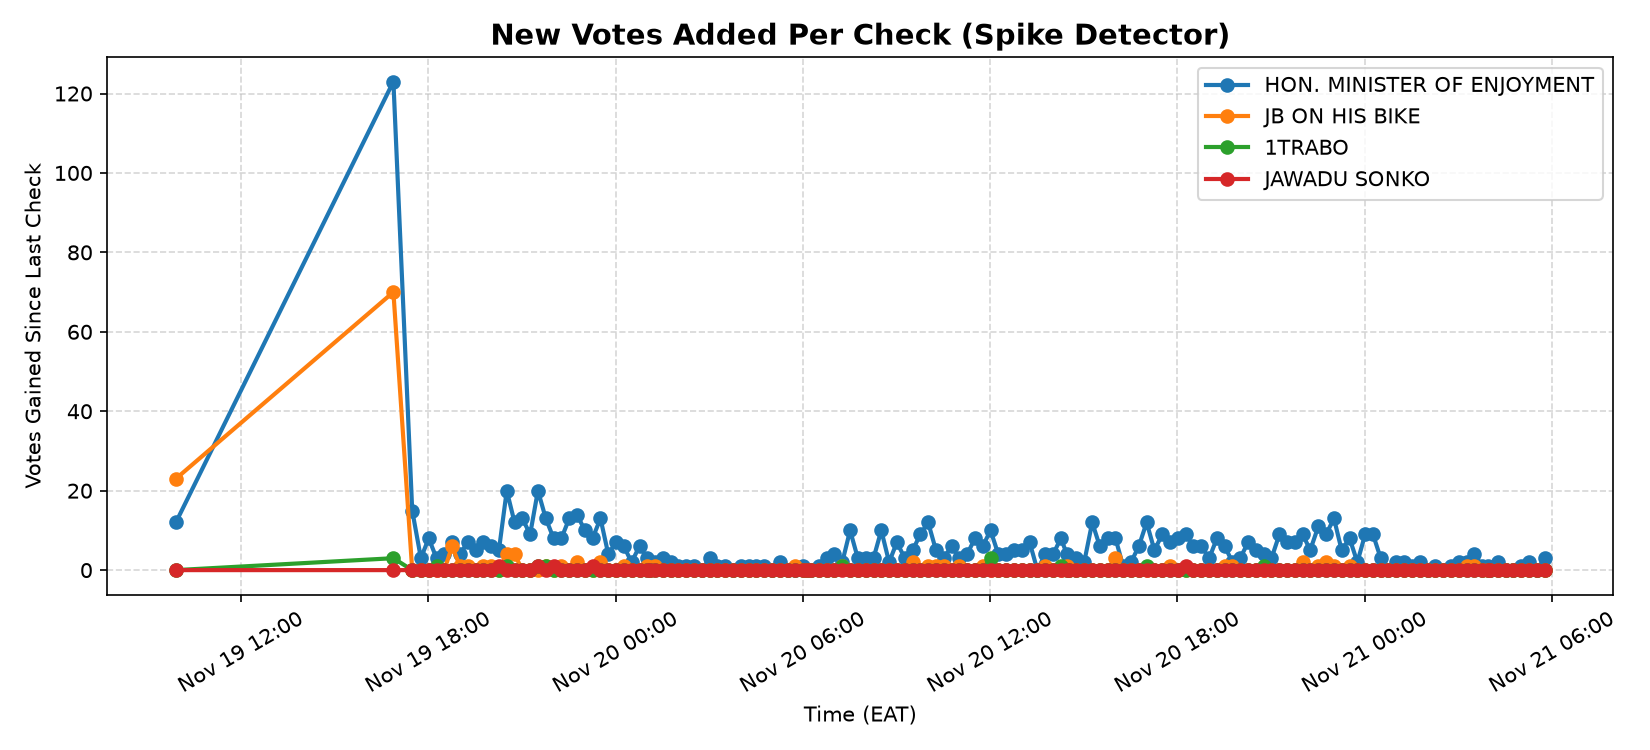 New Votes Added Per Check (Spike Detector)
HON. MINISTER OF ENJOYMENT
JB ON HIS BIKE
1TRABO
JAWADU SONKO
Votes Gained Since Last Check
120
100
80
60
40
20
0
Nov 19 12:00
Nov 19 18:00
Nov 20 00:00
Nov 20 06:00
Nov 20 12:00
Nov 20 18:00
Nov 21 00:00
Nov 21 06:00
Time (EAT)